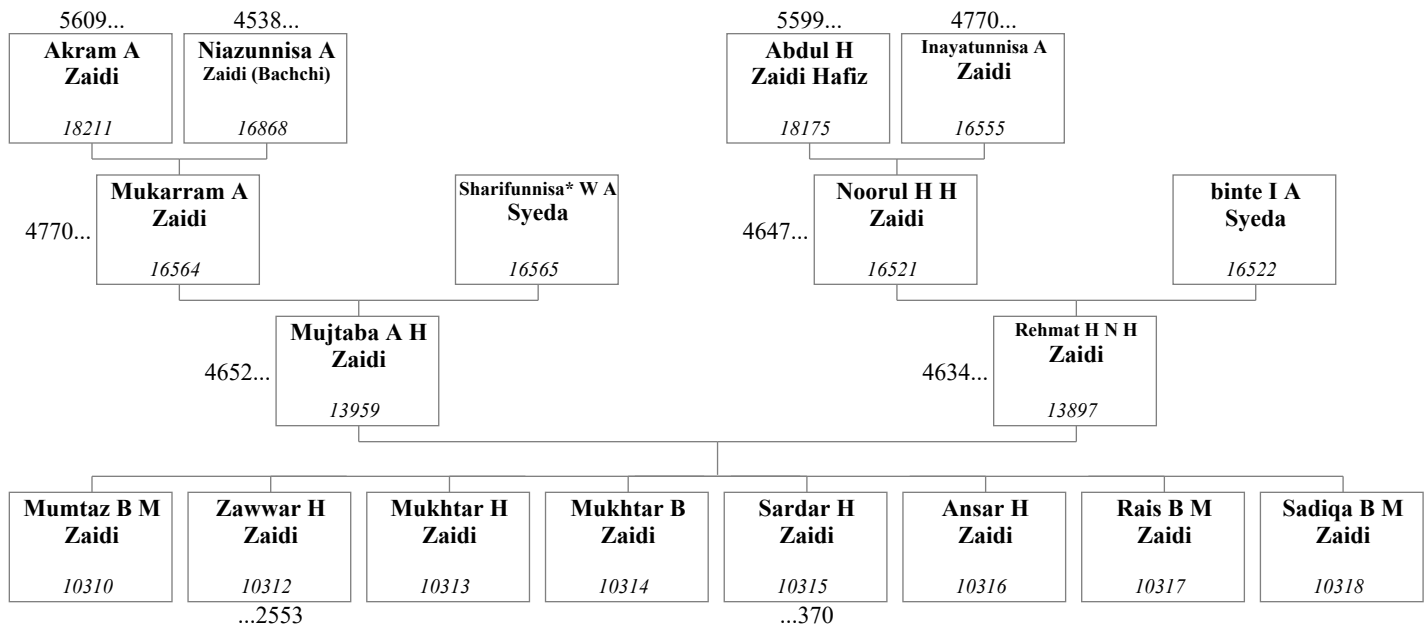 5609...
4538...
5599...
4770...
Akram A
Zaidi
18211
Niazunnisa A
Zaidi (Bachchi)
16868
Abdul H
Zaidi Hafiz
18175
Inayatunnisa A
Zaidi
16555
4770...
Mukarram A
Zaidi
16564
Sharifunnisa* W A
Syeda
16565
4647...
Noorul H H
Zaidi
16521
binte I A
Syeda
16522
4652...
Mujtaba A H
Zaidi
13959
4634...
Rehmat H N H
Zaidi
13897
Mumtaz B M
Zaidi
10310
Zawwar H
Zaidi
10312
Mukhtar H
Zaidi
10313
Mukhtar B
Zaidi
10314
Sardar H
Zaidi
10315
Ansar H
Zaidi
10316
Rais B M
Zaidi
10317
Sadiqa B M
Zaidi
10318
...2553
...370